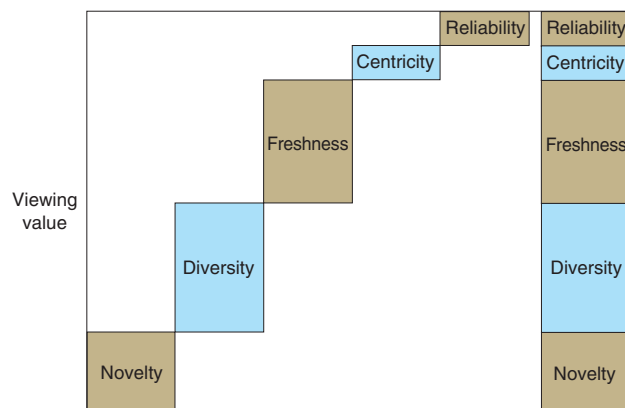 Reliability
Reliability
Centricity
Centricity
Freshness
Freshness
Viewing
value
Diversity
Diversity
Novelty
Novelty